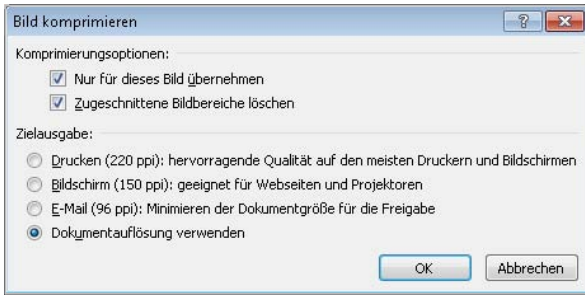 Bild komprimieren
Komprimierungsoptionen:
Nur für dieses Bild übernehmen
Zugeschnittene Bildbereiche löschen
Zielausgabe:
Drucken (220 ppi): hervorragende Qualität auf den meisten Druckern und Bildschirmen
Bildschirm (150 ppi): geeignet für Webseiten und Projektoren
E-Mail (96 ppi): Minimieren der Dokumentgröße für die Freigabe
Dokumentauflösung verwenden
OK Abbrechen